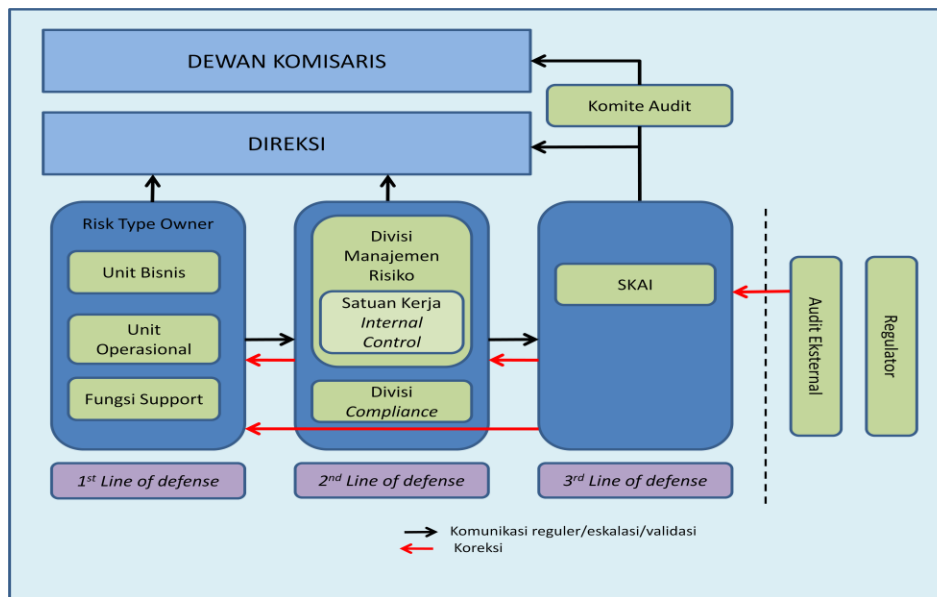 DEWAN KOMISARIS
Komite Audit
DIREKSI
Risk Type Owner
Unit Bisnis
Unit
Operasional
Fungsi Support
Divisi
Manajemen
Risiko
Satuan Kerja
Internal
Control
Divisi
Compliance
SKAI
Audit Eksternal
Regulator
1st Line of defense
2nd Line of defense
3rd Line of defense
Komunikasi reguler/eskalasi/validasi
Koreksi